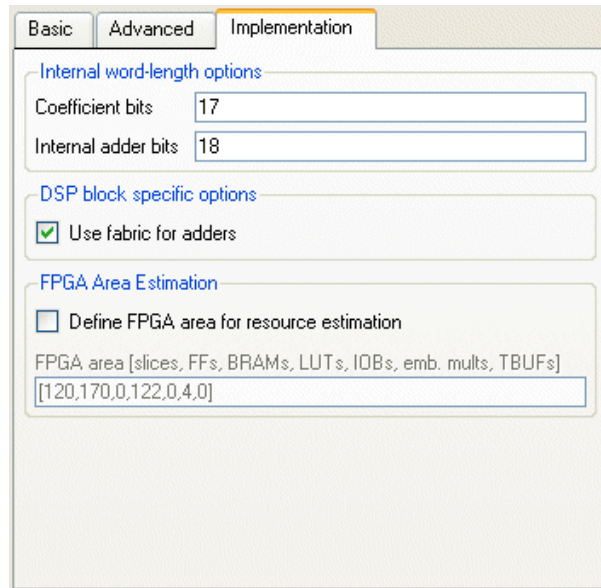 Basic Advanced Implementation
Internal word-length options
Coefficient bits 17
Internal adder bits 18
DSP block specific options
Use fabric for adders
FPGA Area Estimation
Define FPGA area for resource estimation
FPGA area [slices, FFs, BRAMs, LUTs, IOBs, emb. mults, TBUFs]
[120,170,0,122,0,4,0]